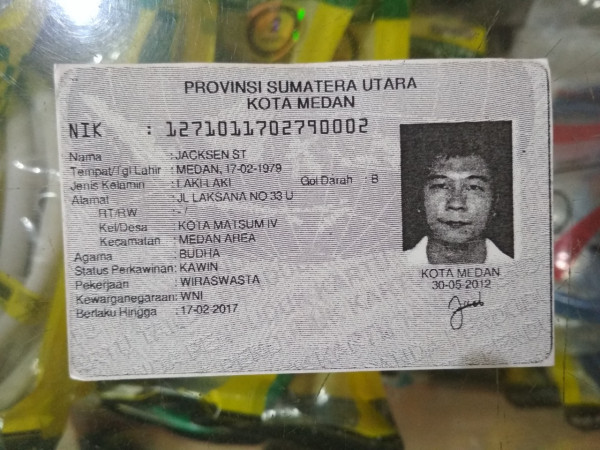 PROVINSI SUMATERA UTARA
KOTA MEDAN
NIK : 1271011702790002
Nama : JACKSEN ST
Tempat/Tgl Lahir : MEDAN, 17-02-1979
Jenis Kelamin : LAKI-LAKI Gol Darah : B
Alamat : JL LAKSANA NO 33 U
RT/RW : - /
Kel/Desa : KOTA MATSUM IV
Kecamatan : MEDAN AREA
Agama : BUDHA
Status Perkawinan : KAWIN
Pekerjaan : WIRASWASTA
Kewarganegaraan : WNI
Berlaku Hingga : 17-02-2017
KOTA MEDAN
30-05-2012